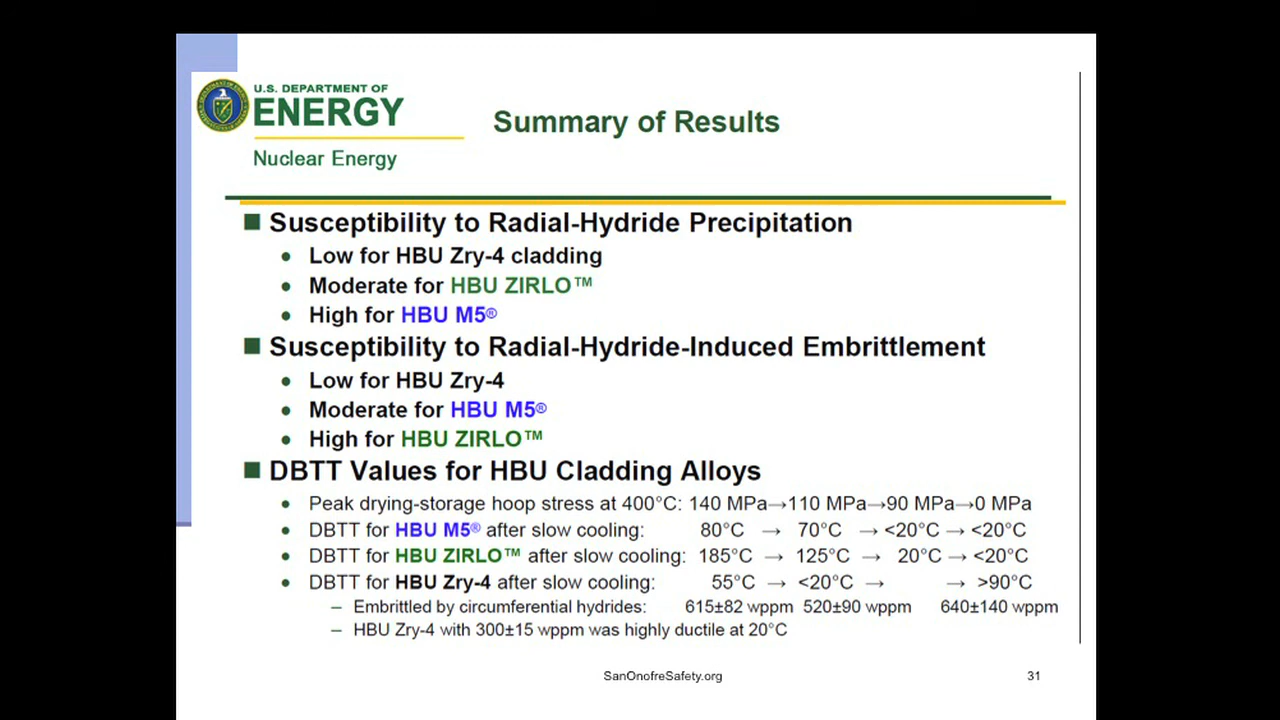 U.S. DEPARTMENT OF
ENERGY
Nuclear Energy
Summary of Results
■ Susceptibility to Radial-Hydride Precipitation
● Low for HBU Zry-4 cladding
● Moderate for HBU ZIRLO™
● High for HBU M5®
■ Susceptibility to Radial-Hydride-Induced Embrittlement
● Low for HBU Zry-4
● Moderate for HBU M5®
● High for HBU ZIRLO™
■ DBTT Values for HBU Cladding Alloys
● Peak drying-storage hoop stress at 400°C: 140 MPa→110 MPa→90 MPa→0 MPa
● DBTT for HBU M5® after slow cooling: 80°C → 70°C → <20°C → <20°C
● DBTT for HBU ZIRLO™ after slow cooling: 185°C → 125°C → 20°C → <20°C
● DBTT for HBU Zry-4 after slow cooling: 55°C → <20°C → → >90°C
– Embrittled by circumferential hydrides: 615±82 wppm 520±90 wppm 640±140 wppm
– HBU Zry-4 with 300±15 wppm was highly ductile at 20°C
SanOnofreSafety.org
31